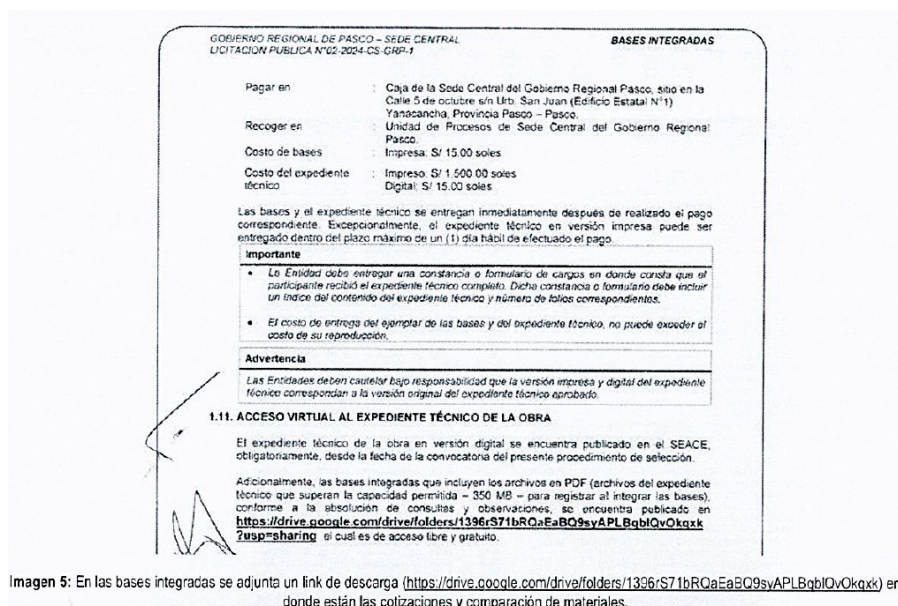 GOBIERNO REGIONAL DE PASCO – SEDE CENTRAL
LICITACION PUBLICA N°02-2024-CS-GRP-1
BASES INTEGRADAS
Pagar en : Caja de la Sede Central del Gobierno Regional Pasco, sitio en la
Calle 5 de octubre s/n Urb. San Juan (Edificio Estatal N°1)
Yanacancha, Provincia Pasco – Pasco.
Recoger en : Unidad de Procesos de Sede Central del Gobierno Regional
Pasco.
Costo de bases : Impresa: S/ 15.00 soles
Costo del expediente : Impreso: S/ 1,500.00 soles
técnico Digital: S/ 15.00 soles
Las bases y el expediente técnico se entregan inmediatamente después de realizado el pago
correspondiente. Excepcionalmente, el expediente técnico en versión impresa puede ser
entregado dentro del plazo máximo de un (1) día hábil de efectuado el pago.
Importante
• La Entidad debe entregar una constancia o formulario de cargos en donde consta que el
participante recibió el expediente técnico completo. Dicha constancia o formulario debe incluir
un índice del contenido del expediente técnico y número de folios correspondientes.
• El costo de entrega del ejemplar de las bases y del expediente técnico, no puede exceder el
costo de su reproducción.
Advertencia
Las Entidades deben cautelar bajo responsabilidad que la versión impresa y digital del expediente
técnico correspondan a la versión original del expediente técnico aprobado.
1.11. ACCESO VIRTUAL AL EXPEDIENTE TÉCNICO DE LA OBRA
El expediente técnico de la obra en versión digital se encuentra publicado en el SEACE,
obligatoriamente, desde la fecha de la convocatoria del presente procedimiento de selección.
Adicionalmente, las bases integradas que incluyen los archivos en PDF (archivos del expediente
técnico que superan la capacidad permitida – 350 MB – para registrar al integrar las bases),
conforme a la absolución de consultas y observaciones, se encuentra publicado en
https://drive.google.com/drive/folders/1396rS71bRQaEaBQ9syAPLBqblQvOkqxk
?usp=sharing el cual es de acceso libre y gratuito.
Imagen 5: En las bases integradas se adjunta un link de descarga (https://drive.google.com/drive/folders/1396rS71bRQaEaBQ9syAPLBqblQvOkqxk) en
donde están las cotizaciones y comparación de materiales.